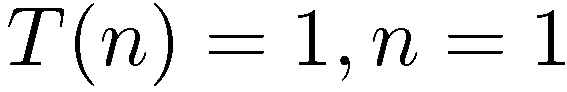 T(n) = 1, n = 1